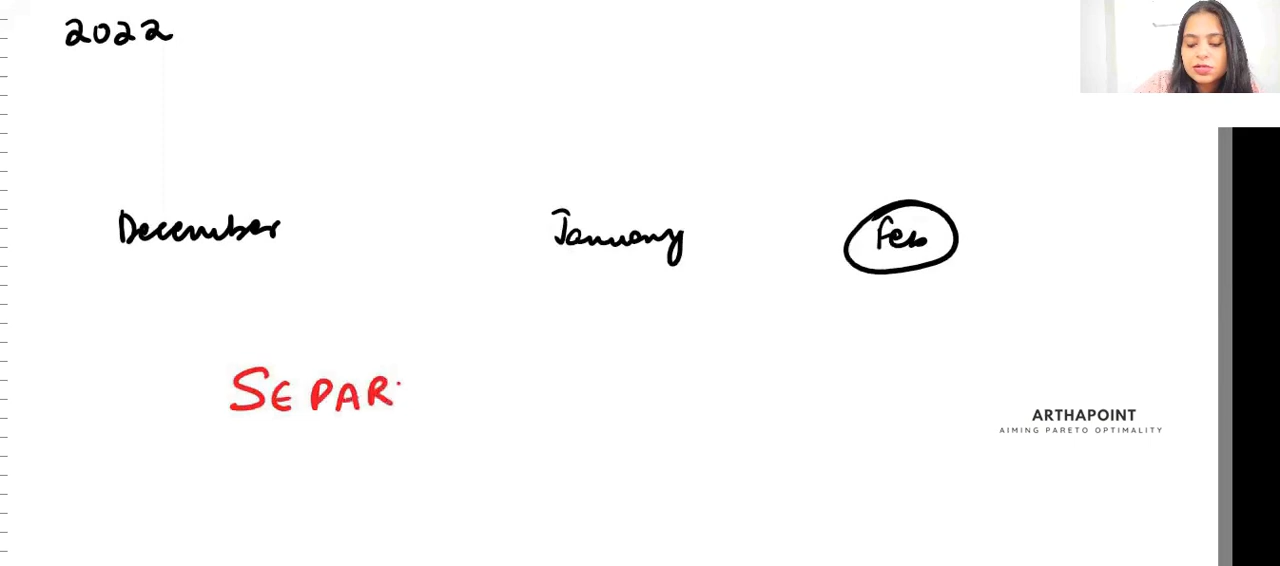 2022
December January Feb
SEPAR
ARTHAPOINT
AIMING PARETO OPTIMALITY